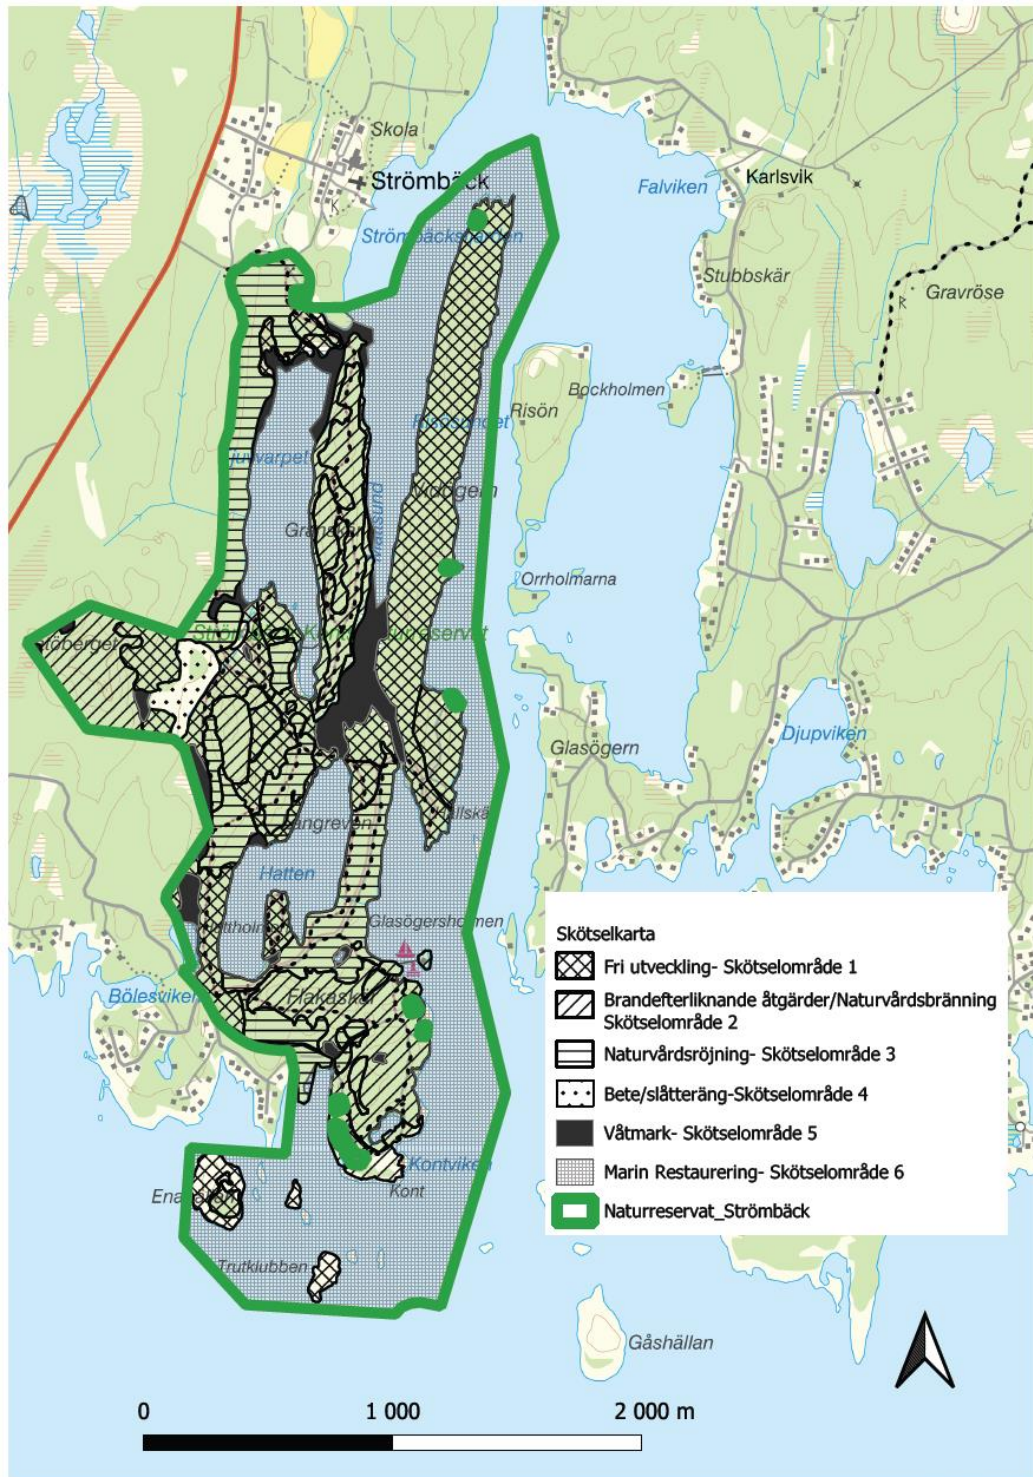 Skola
Strömbäck
Falviken
Karlsvik
Stubbskär
Gravröse
Bockholmen
Risön
Orrholmarna
Glasögern
Djupviken
Hatten
Glasögersholmen
Bölesviken
Flakaskär
Kontviken
Kont
Trutklubben
Gåshällan
Skötselkarta
Fri utveckling- Skötselområde 1
Brandefterliknande åtgärder/Naturvårdsbränning
Skötselområde 2
Naturvårdsröjning- Skötselområde 3
Bete/slåtteräng-Skötselområde 4
Våtmark- Skötselområde 5
Marin Restaurering- Skötselområde 6
Naturreservat_Strömbäck
0 1 000 2 000 m